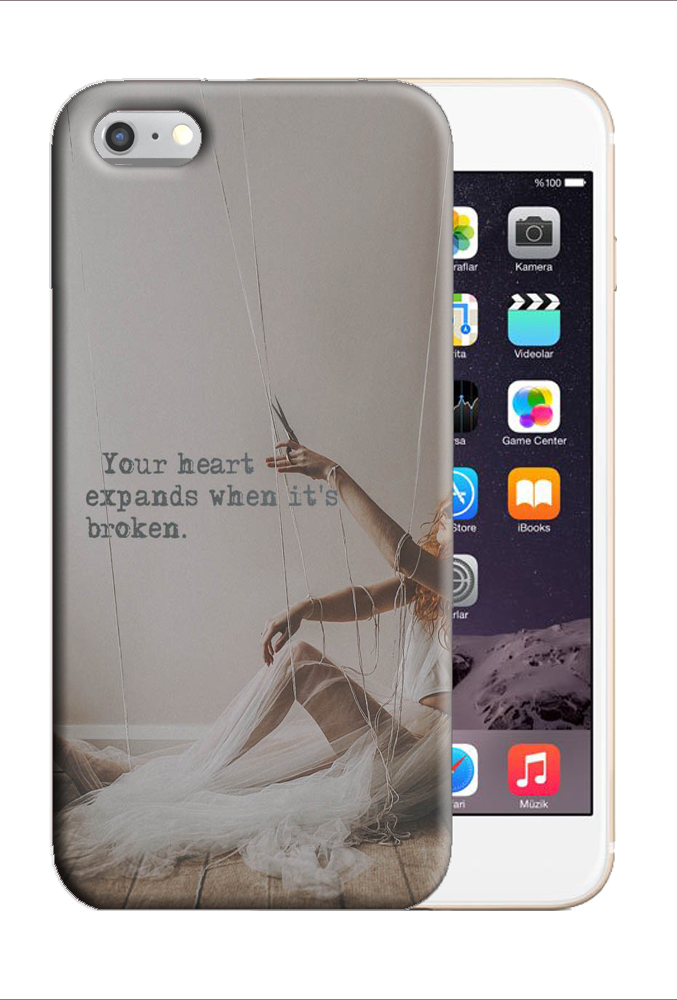 Your heart
expands when it's
broken.
%100
raflar
Kamera
ita
Videolar
rsa
Game Center
Store
iBooks
rlar
ari
Müzik